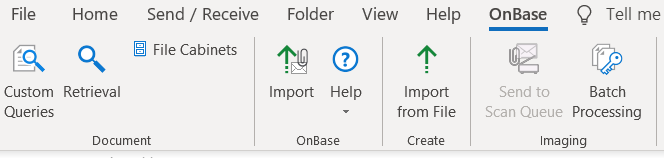 File Home Send / Receive Folder View Help OnBase Tell me
Custom Queries
Retrieval
File Cabinets
Document
Import
Help
OnBase
Import from File
Create
Send to Scan Queue
Batch Processing
Imaging